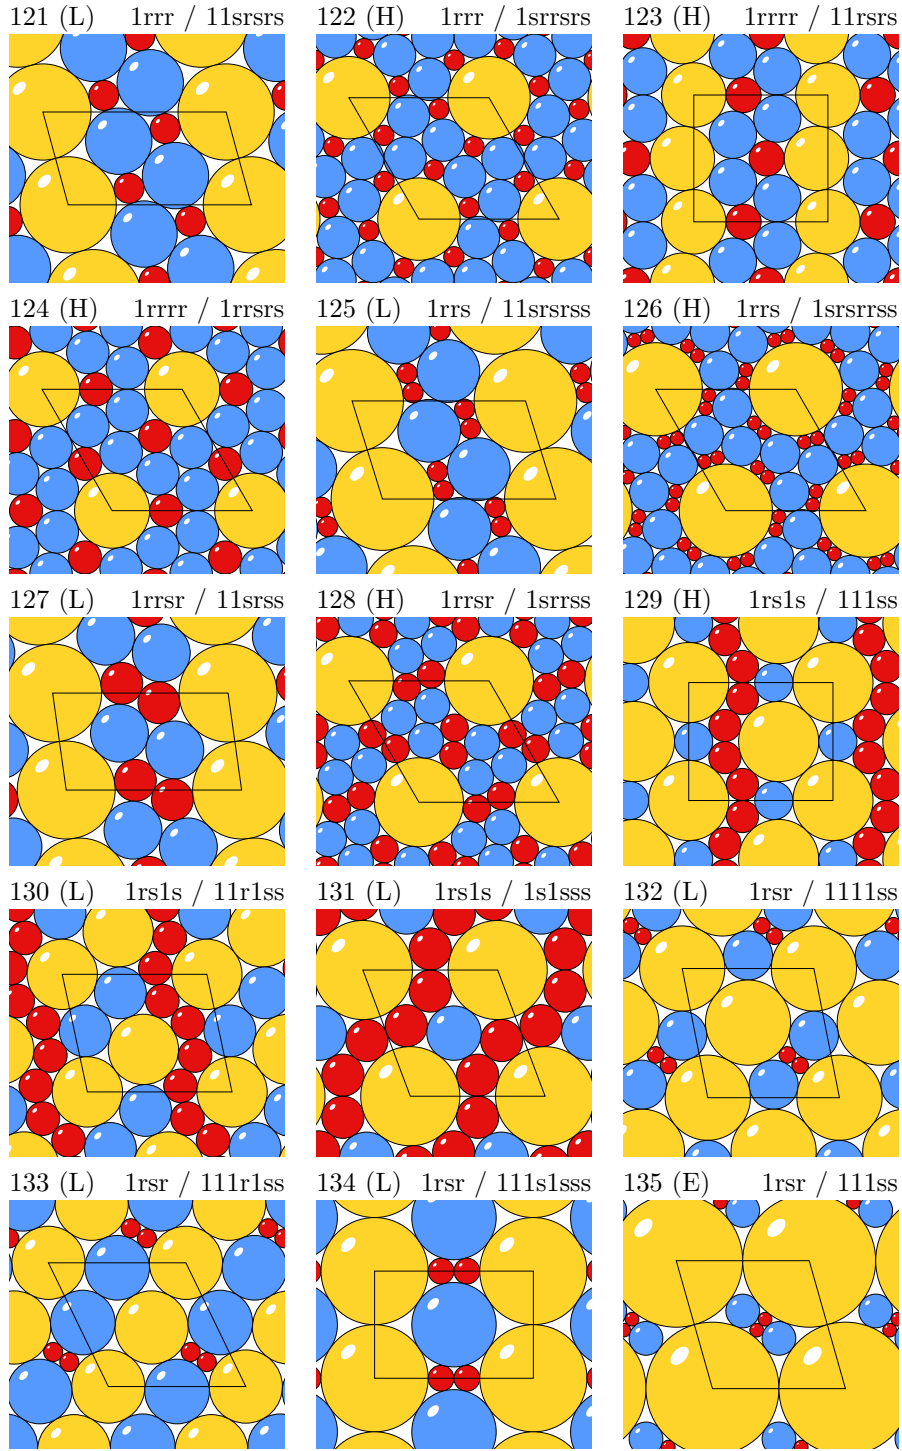 121 (L) 1rrr / 11srsrs
122 (H) 1rrr / 1srrsrs
123 (H) 1rrrr / 11rsrs
124 (H) 1rrrr / 1rrsrs
125 (L) 1rrs / 11srsrss
126 (H) 1rrs / 1srsrrss
127 (L) 1rrsr / 11srss
128 (H) 1rrsr / 1srrss
129 (H) 1rs1s / 111ss
130 (L) 1rs1s / 11r1ss
131 (L) 1rs1s / 1s1sss
132 (L) 1rsr / 1111ss
133 (L) 1rsr / 111r1ss
134 (L) 1rsr / 111s1sss
135 (E) 1rsr / 111ss